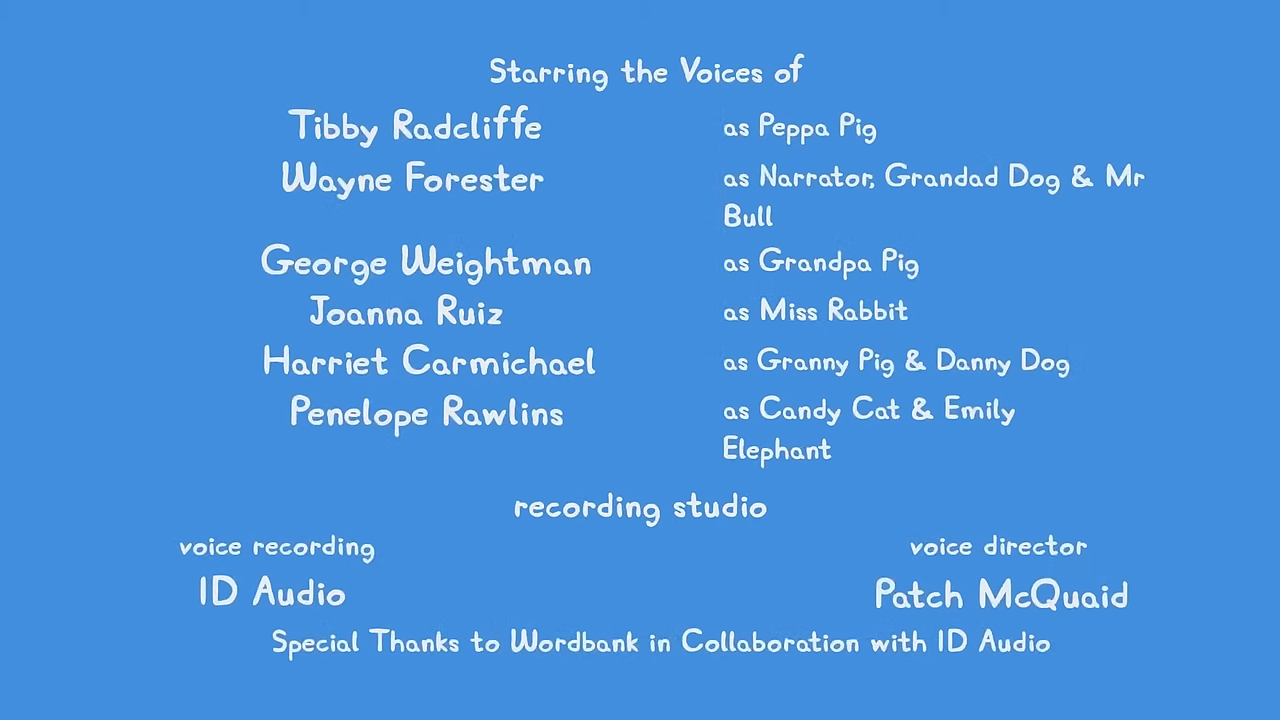 Starring the Voices of
Tibby Radcliffe as Peppa Pig
Wayne Forester as Narrator, Grandad Dog & Mr
Bull
George Weightman as Grandpa Pig
Joanna Ruiz as Miss Rabbit
Harriet Carmichael as Granny Pig & Danny Dog
Penelope Rawlins as Candy Cat & Emily
Elephant
recording studio
voice recording voice director
ID Audio Patch McQuaid
Special Thanks to Wordbank in Collaboration with ID Audio